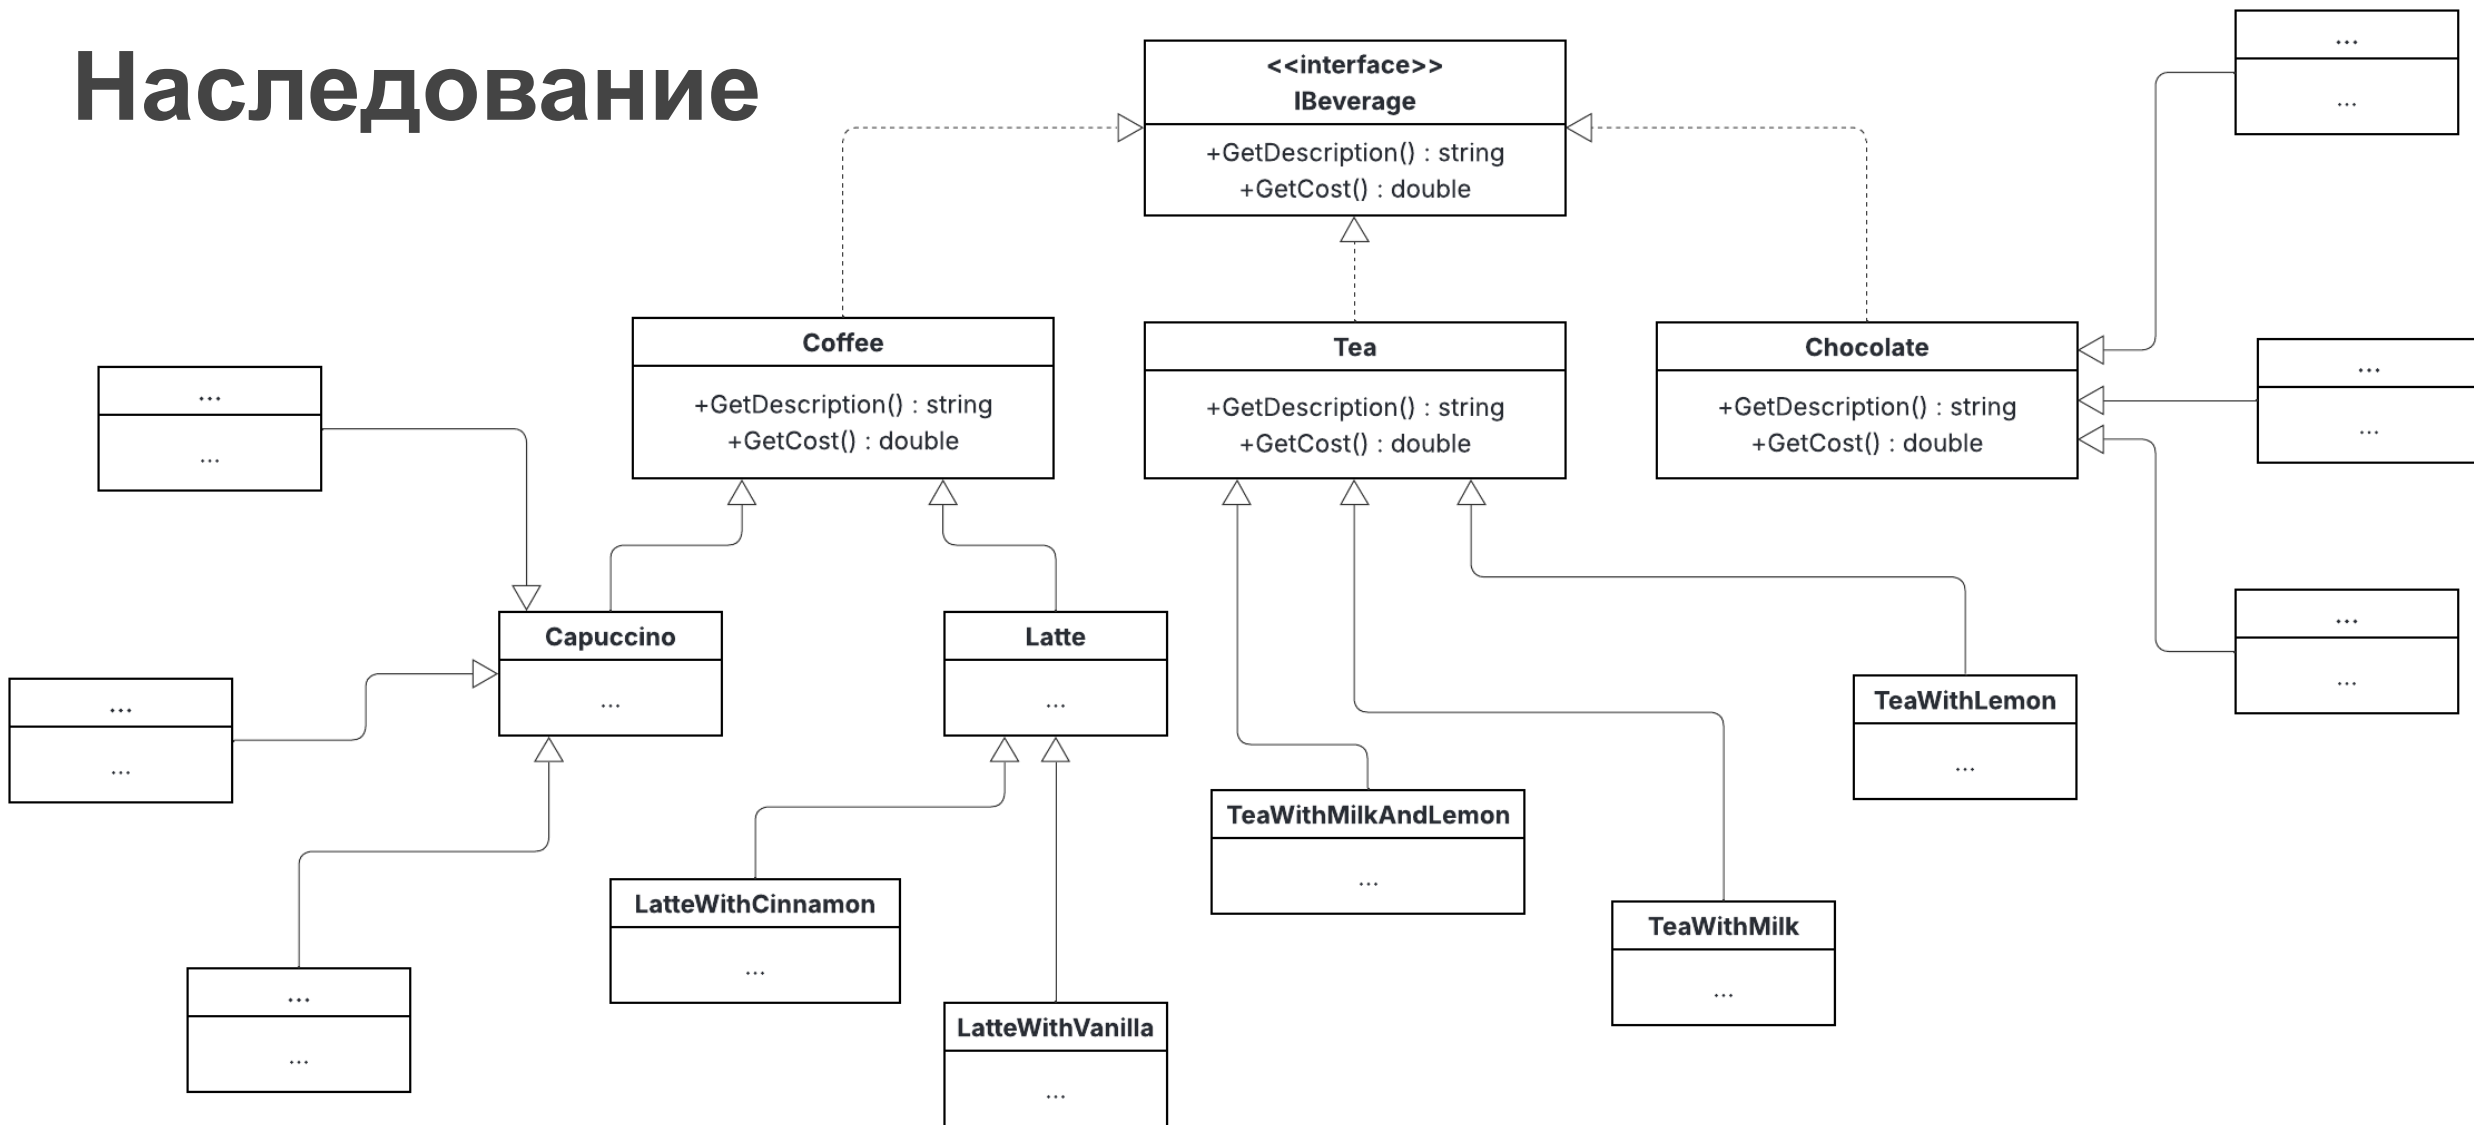 Наследование
<<interface>>
IBeverage
+GetDescription() : string
+GetCost() : double
...
...
Coffee
+GetDescription() : string
+GetCost() : double
Tea
+GetDescription() : string
+GetCost() : double
Chocolate
+GetDescription() : string
+GetCost() : double
...
...
...
...
Capuccino
...
Latte
...
...
...
...
...
TeaWithLemon
...
TeaWithMilkAndLemon
...
LatteWithCinnamon
...
TeaWithMilk
...
...
...
LatteWithVanilla
...